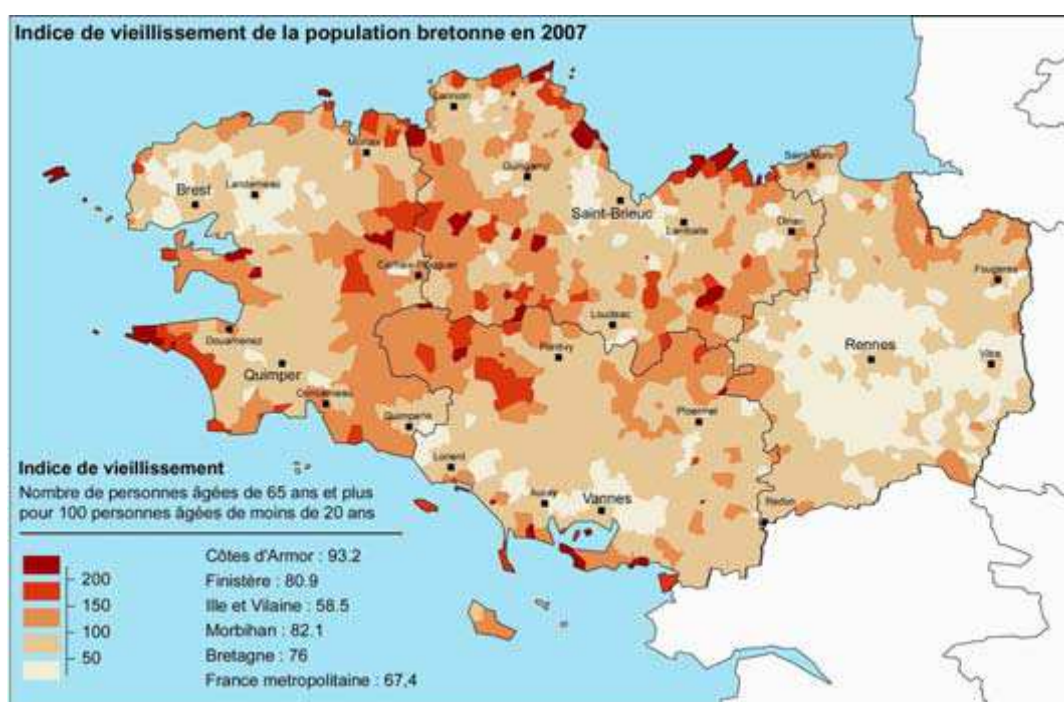 Indice de vieillissement de la population bretonne en 2007
Lannion
Morlaix
Saint-Malo
Guingamp
Brest
Landerneau
Saint-Brieuc
Lamballe
Dinan
Carhaix-Plouguer
Fougères
Loudéac
Douarnenez
Pontivy
Rennes
Vitré
Quimper
Concarneau
Quimperlé
Ploermel
Lorient
Auray
Vannes
Redon
Indice de vieillissement
Nombre de personnes âgées de 65 ans et plus
pour 100 personnes âgées de moins de 20 ans
200
150
100
50
Côtes d'Armor : 93.2
Finistère : 80.9
Ille et Vilaine : 58.5
Morbihan : 82.1
Bretagne : 76
France metropolitaine : 67,4